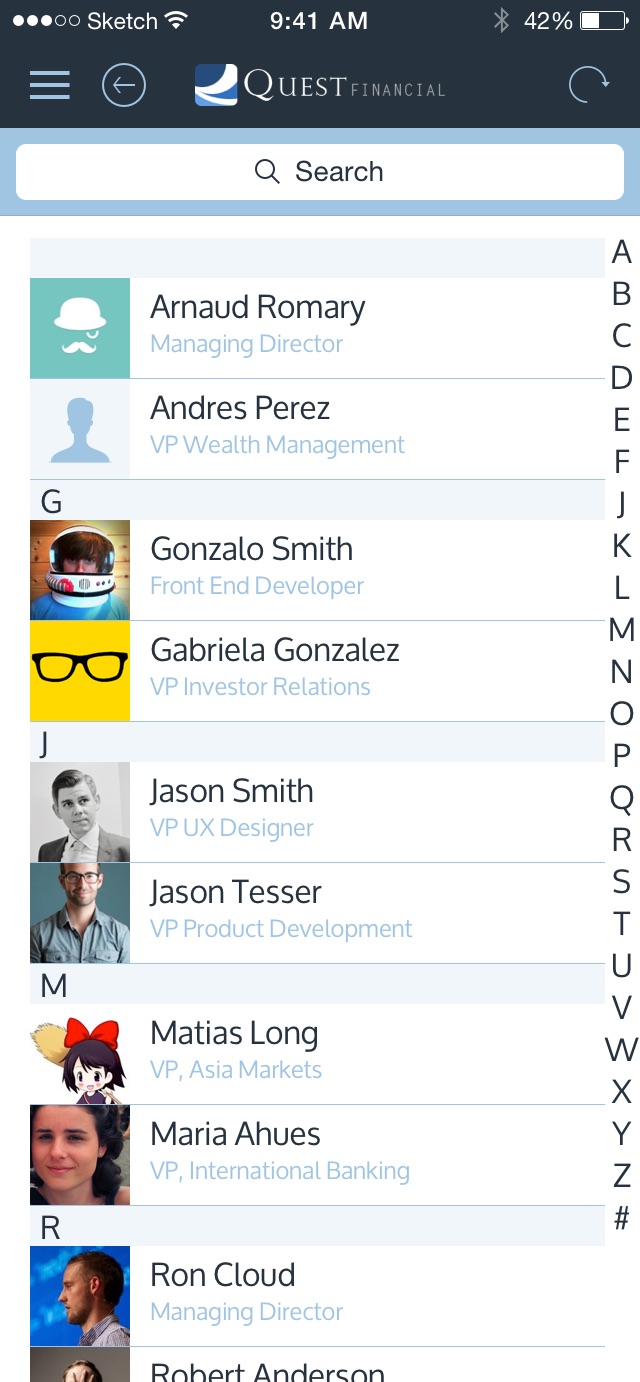 Sketch 9:41 AM 42%
QUEST FINANCIAL
Search
Arnaud Romary
Managing Director
Andres Perez
VP Wealth Management
G
Gonzalo Smith
Front End Developer
Gabriela Gonzalez
VP Investor Relations
J
Jason Smith
VP UX Designer
Jason Tesser
VP Product Development
M
Matias Long
VP, Asia Markets
Maria Ahues
VP, International Banking
R
Ron Cloud
Managing Director
Robert Anderson
A
B
C
D
E
F
J
K
L
M
N
O
P
Q
R
S
T
U
V
W
X
Y
Z
#